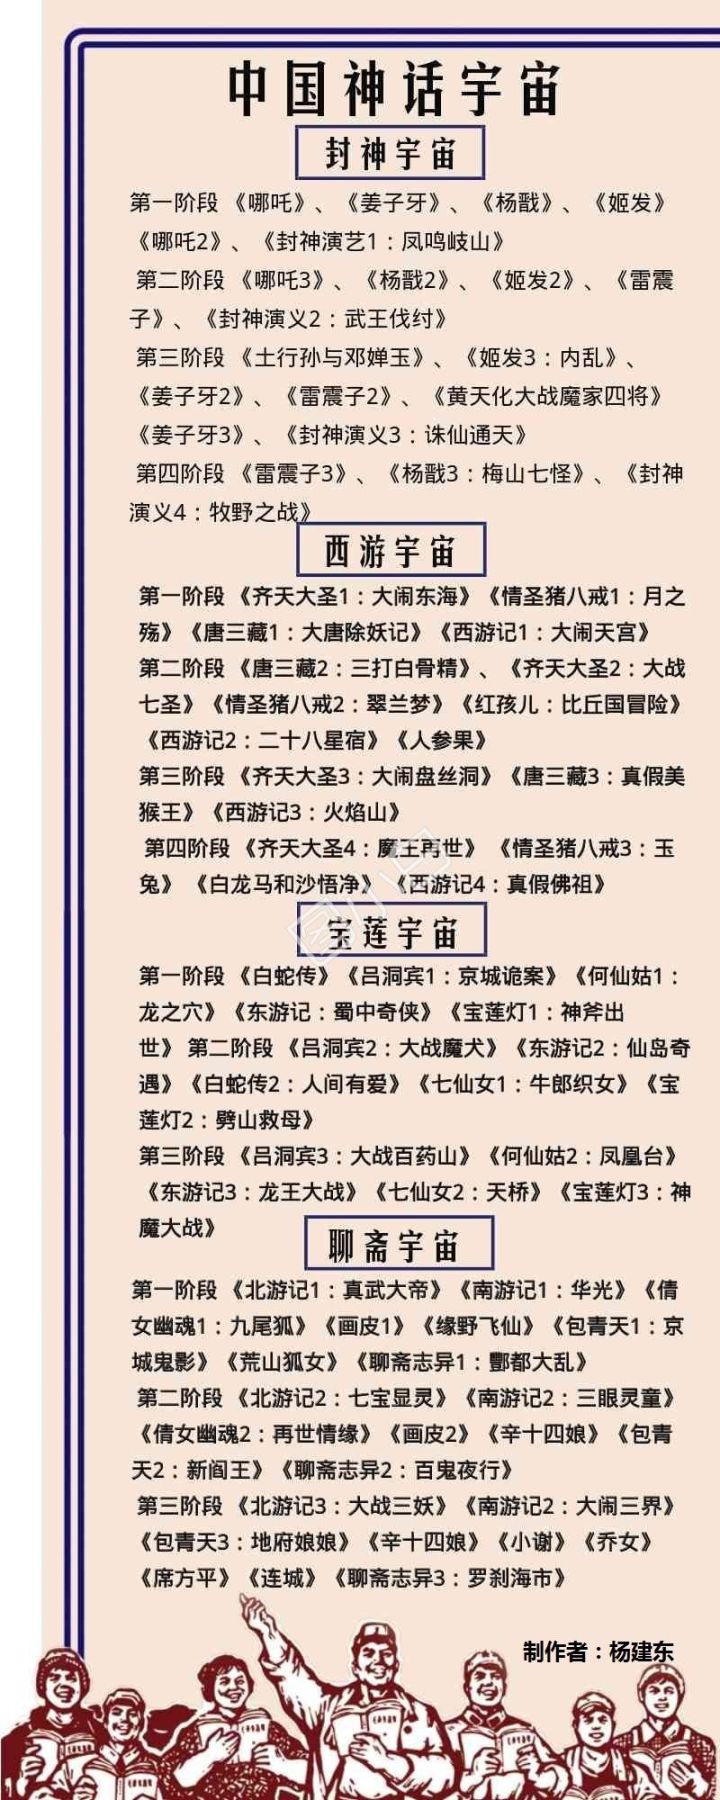 中国神话宇宙
封神宇宙
第一阶段 《哪吒》、《姜子牙》、《杨戬》、《姬发》
《哪吒2》、《封神演艺1：凤鸣岐山》
第二阶段 《哪吒3》、《杨戬2》、《姬发2》、《雷震
子》、《封神演义2：武王伐纣》
第三阶段 《土行孙与邓婵玉》、《姬发3：内乱》、
《姜子牙2》、《雷震子2》、《黄天化大战魔家四将》
《姜子牙3》、《封神演义3：诛仙通天》
第四阶段 《雷震子3》、《杨戬3：梅山七怪》、《封神
演义4：牧野之战》
西游宇宙
第一阶段 《齐天大圣1：大闹东海》《情圣猪八戒1：月之
殇》《唐三藏1：大唐除妖记》《西游记1：大闹天宫》
第二阶段 《唐三藏2：三打白骨精》、《齐天大圣2：大战
七圣》《情圣猪八戒2：翠兰梦》《红孩儿：比丘国冒险》
《西游记2：二十八星宿》《人参果》
第三阶段 《齐天大圣3：大闹盘丝洞》《唐三藏3：真假美
猴王》《西游记3：火焰山》
第四阶段 《齐天大圣4：魔王再世》 《情圣猪八戒3：玉
兔》 《白龙马和沙悟净》 《西游记4：真假佛祖》
图小白
宝莲宇宙
第一阶段 《白蛇传》《吕洞宾1：京城诡案》《何仙姑1：
龙之穴》《东游记：蜀中奇侠》《宝莲灯1：神斧出
世》 第二阶段 《吕洞宾2：大战魔犬》《东游记2：仙岛奇
遇》《白蛇传2：人间有爱》《七仙女1：牛郎织女》《宝
莲灯2：劈山救母》
第三阶段 《吕洞宾3：大战百药山》《何仙姑2：凤凰台》
《东游记3：龙王大战》《七仙女2：天桥》《宝莲灯3：神
魔大战》
聊斋宇宙
第一阶段 《北游记1：真武大帝》《南游记1：华光》《倩
女幽魂1：九尾狐》《画皮1》《缘野飞仙》《包青天1：京
城鬼影》《荒山狐女》《聊斋志异1：酆都大乱》
第二阶段 《北游记2：七宝显灵》《南游记2：三眼灵童》
《倩女幽魂2：再世情缘》《画皮2》《辛十四娘》《包青
天2：新阎王》《聊斋志异2：百鬼夜行》
第三阶段 《北游记3：大战三妖》《南游记2：大闹三界》
《包青天3：地府娘娘》《辛十四娘》《小谢》《乔女》
《席方平》《连城》《聊斋志异3：罗刹海市》
制作者：杨建东